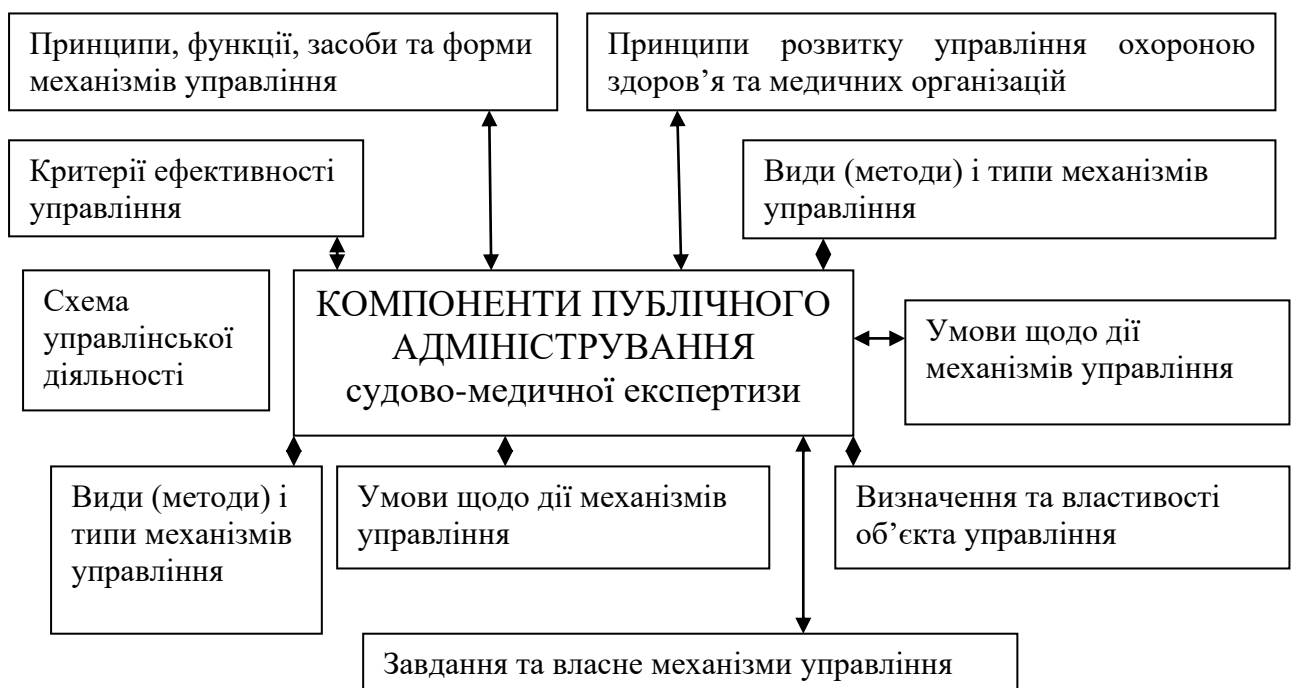 Принципи, функції, засоби та форми
механізмів управління
Принципи розвитку управління охороною
здоров’я та медичних організацій
Критерії ефективності
управління
Види (методи) і типи механізмів
управління
Схема
управлінської
діяльності
КОМПОНЕНТИ ПУБЛІЧНОГО
АДМІНІСТРУВАННЯ
судово-медичної експертизи
Умови щодо дії
механізмів управління
Види (методи) і
типи механізмів
управління
Умови щодо дії механізмів
управління
Визначення та властивості
об’єкта управління
Завдання та власне механізми управління